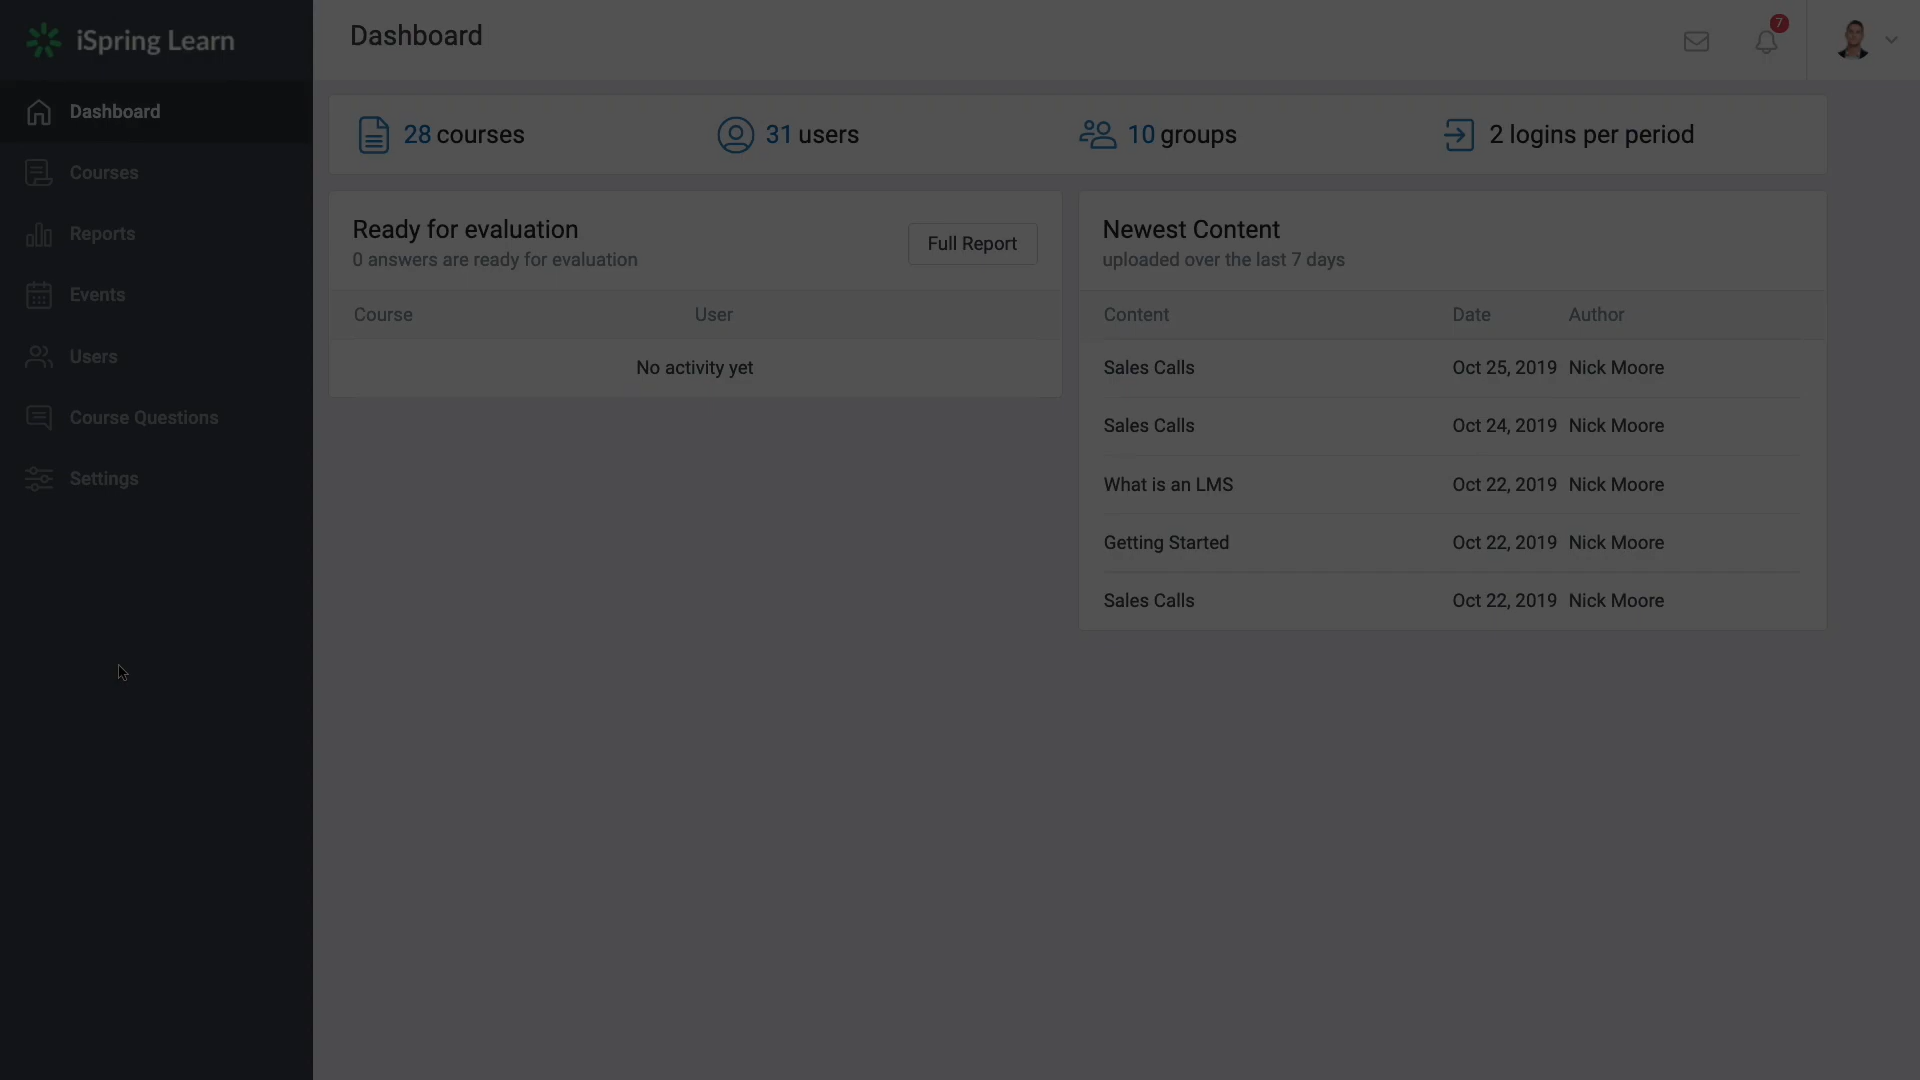 iSpring Learn
Dashboard
7
Dashboard
Courses
Reports
Events
Users
Course Questions
Settings
28 courses
31 users
10 groups
2 logins per period
Ready for evaluation
0 answers are ready for evaluation
Full Report
Course User
No activity yet
Newest Content
uploaded over the last 7 days
Content Date Author
Sales Calls Oct 25, 2019 Nick Moore
Sales Calls Oct 24, 2019 Nick Moore
What is an LMS Oct 22, 2019 Nick Moore
Getting Started Oct 22, 2019 Nick Moore
Sales Calls Oct 22, 2019 Nick Moore